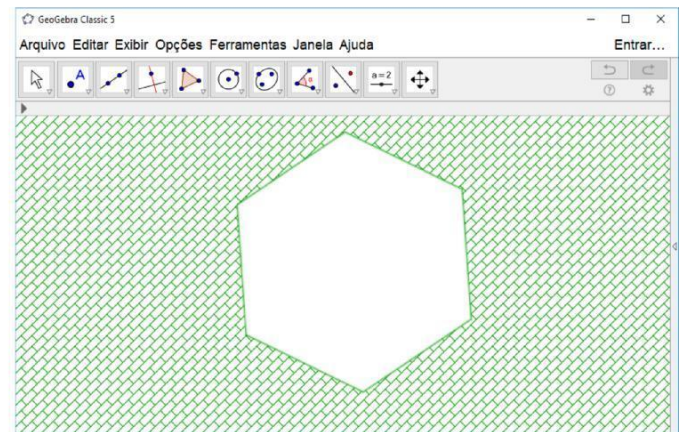 GeoGebra Classic 5
Arquivo Editar Exibir Opções Ferramentas Janela Ajuda Entrar...
A
α
a=2